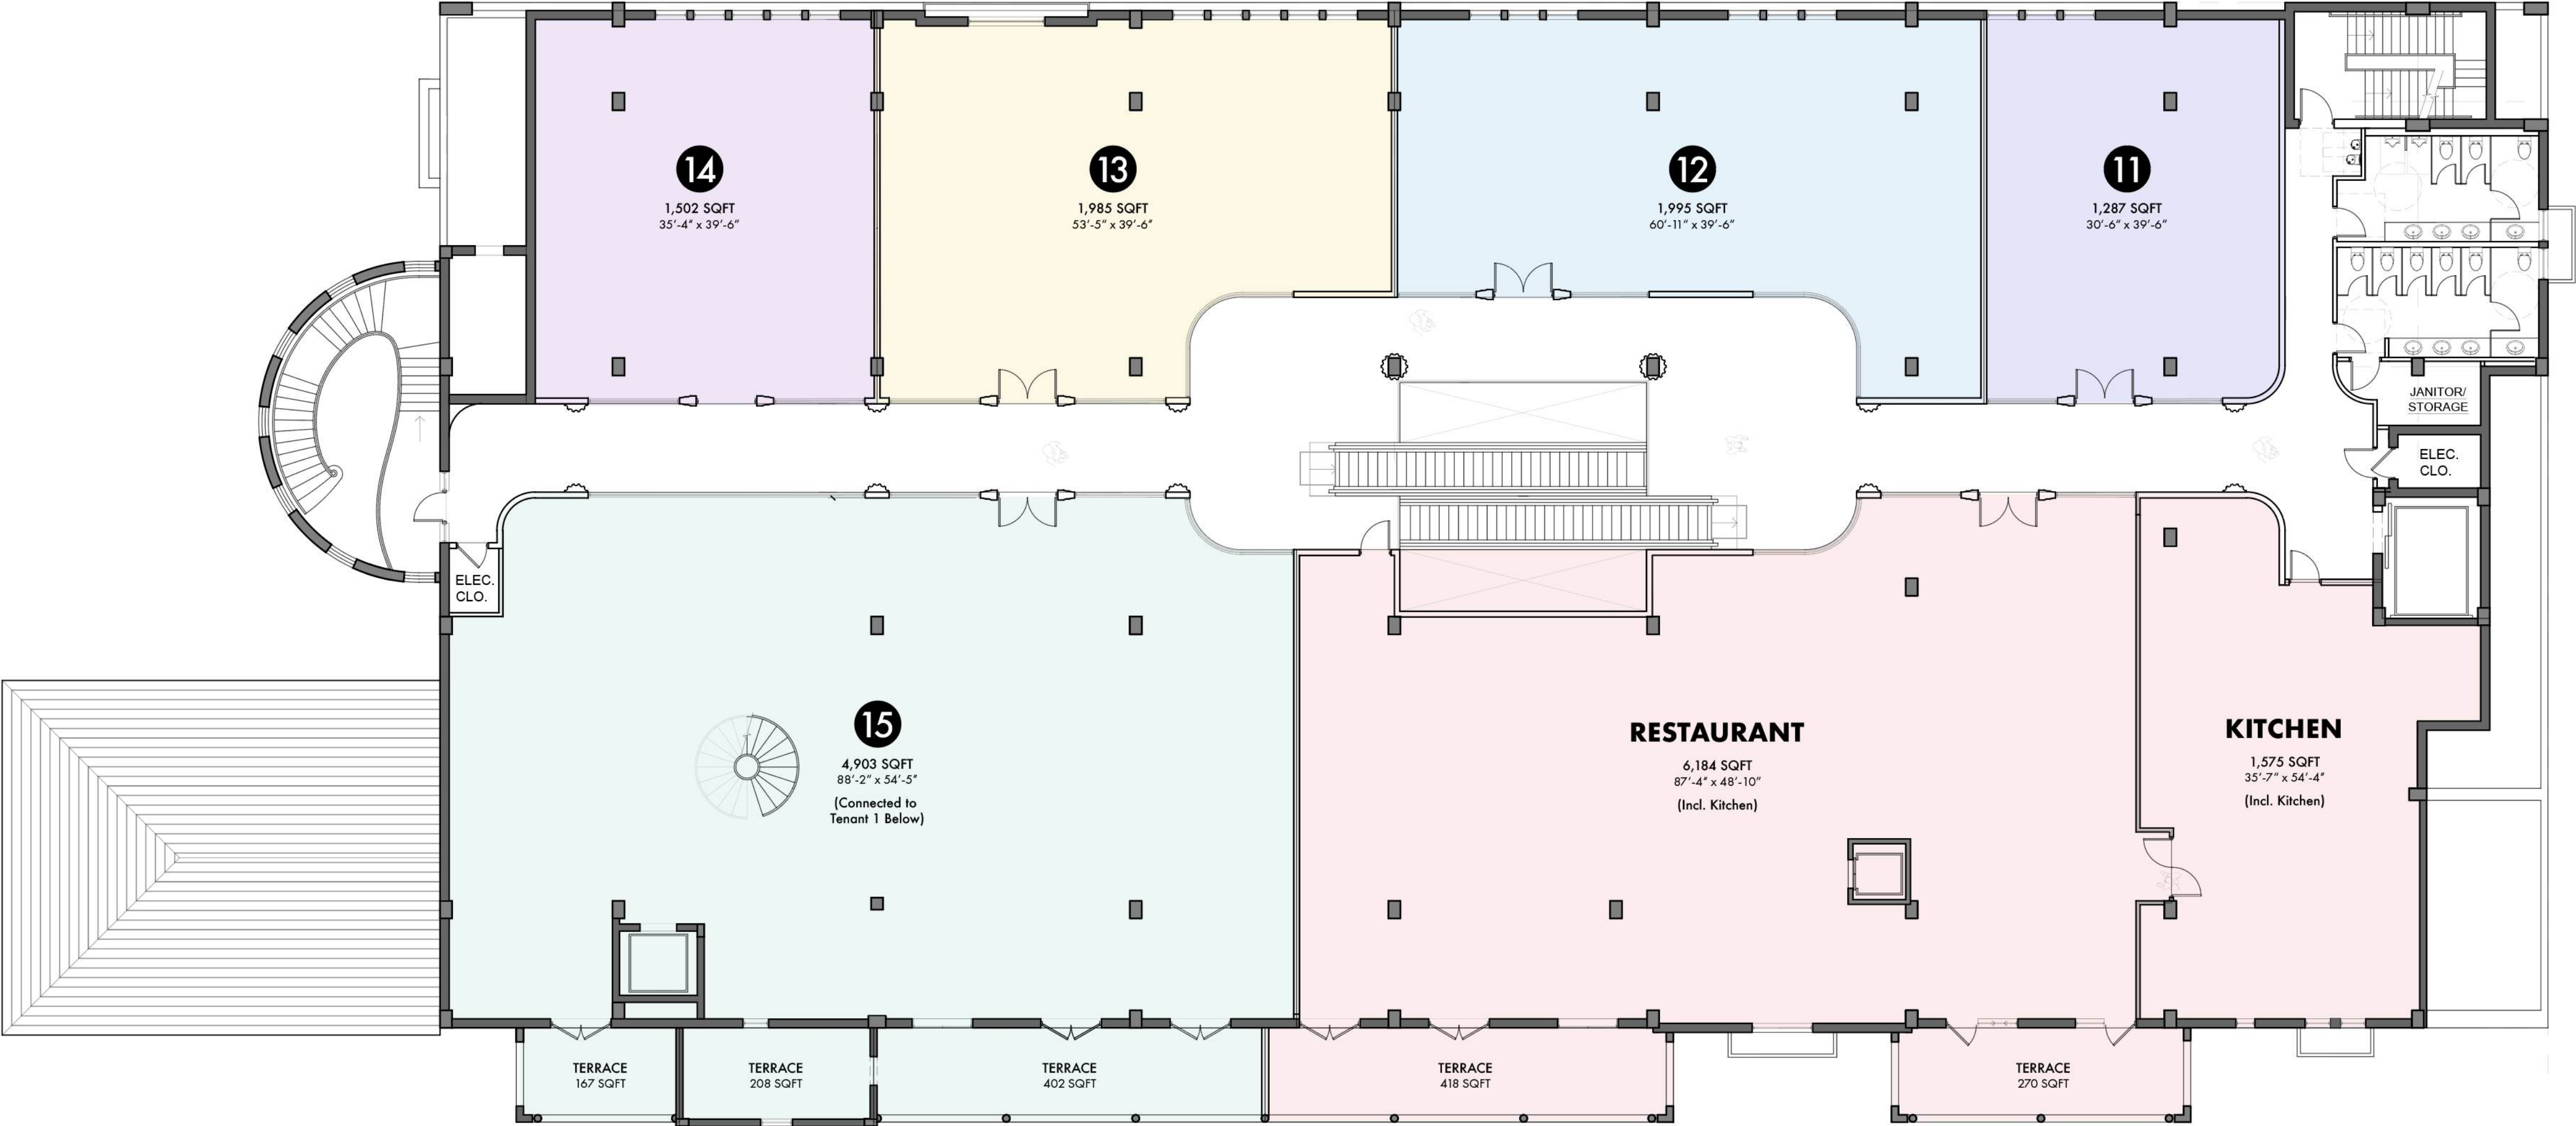 14
1,502 SQFT
35'-4" x 39'-6"
13
1,985 SQFT
53'-5" x 39'-6"
12
1,995 SQFT
60'-11" x 39'-6"
11
1,287 SQFT
30'-6" x 39'-6"
JANITOR/
STORAGE
ELEC.
CLO.
ELEC.
CLO.
15
4,903 SQFT
88'-2" x 54'-5"
(Connected to
Tenant 1 Below)
RESTAURANT
6,184 SQFT
87'-4" x 48'-10"
(Incl. Kitchen)
KITCHEN
1,575 SQFT
35'-7" x 54'-4"
(Incl. Kitchen)
TERRACE
167 SQFT
TERRACE
208 SQFT
TERRACE
402 SQFT
TERRACE
418 SQFT
TERRACE
270 SQFT